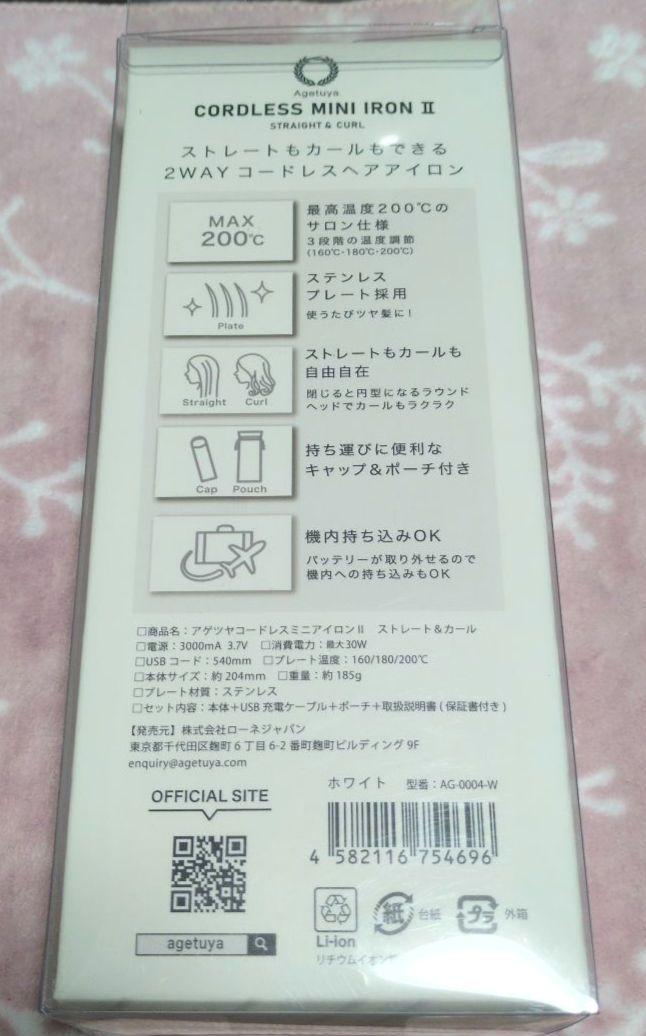 Agetuya
CORDLESS MINI IRON II
STRAIGHT & CURL
ストレートもカールもできる
2WAYコードレスヘアアイロン
MAX
200℃
最高温度200℃の
サロン仕様
3段階の温度調節
(160℃・180℃・200℃)
Plate
ステンレス
プレート採用
使うたびツヤ髪に!
Straight Curl
ストレートもカールも
自由自在
閉じると円型になるラウンド
ヘッドでカールもラクラク
Cap Pouch
持ち運びに便利な
キャップ&ポーチ付き
機内持ち込みOK
バッテリーが取り外せるので
機内への持ち込みもOK
□商品名:アゲツヤコードレスミニアイロンⅡ ストレート&カール
□電源:3000mA 3.7V □消費電力:最大30W
□USBコード:540mm □プレート温度:160/180/200℃
□本体サイズ:約204mm □重量:約185g
□プレート材質:ステンレス
□セット内容:本体+USB充電ケーブル+ポーチ+取扱説明書(保証書付き)
【発売元】株式会社ローネジャパン
東京都千代田区麹町6丁目6-2番町麹町ビルディング9F
enquiry@agetuya.com
OFFICIAL SITE
agetuya
ホワイト 型番:AG-0004-W
4 582116 754696
Li-ion
リチウムイオン
紙 台紙
プラ 外箱